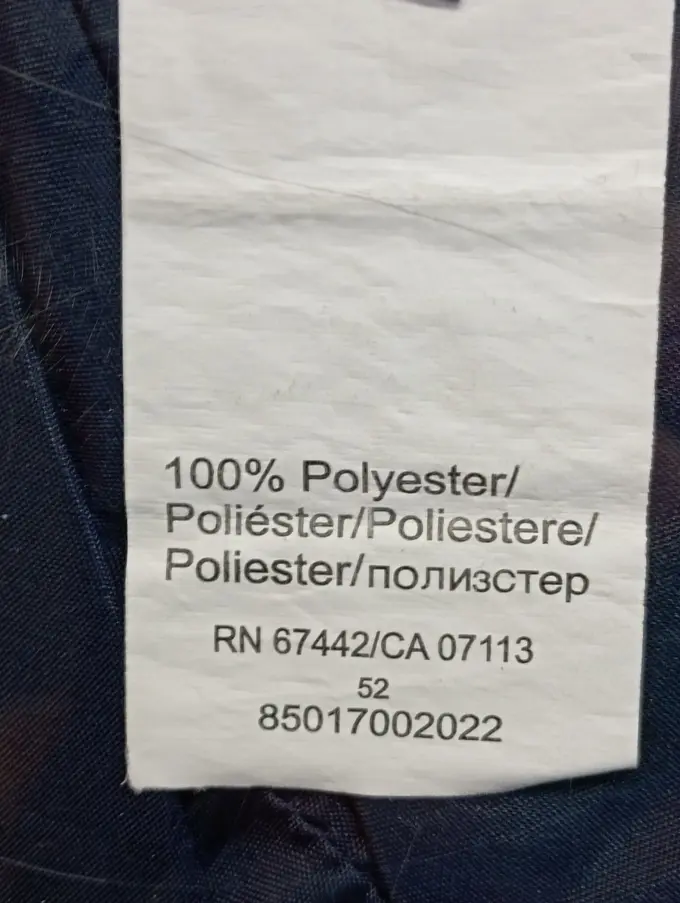 100% Polyester/
Poliéster/Poliestere/
Poliester/полизстер
RN 67442/CA 07113
52
85017002022